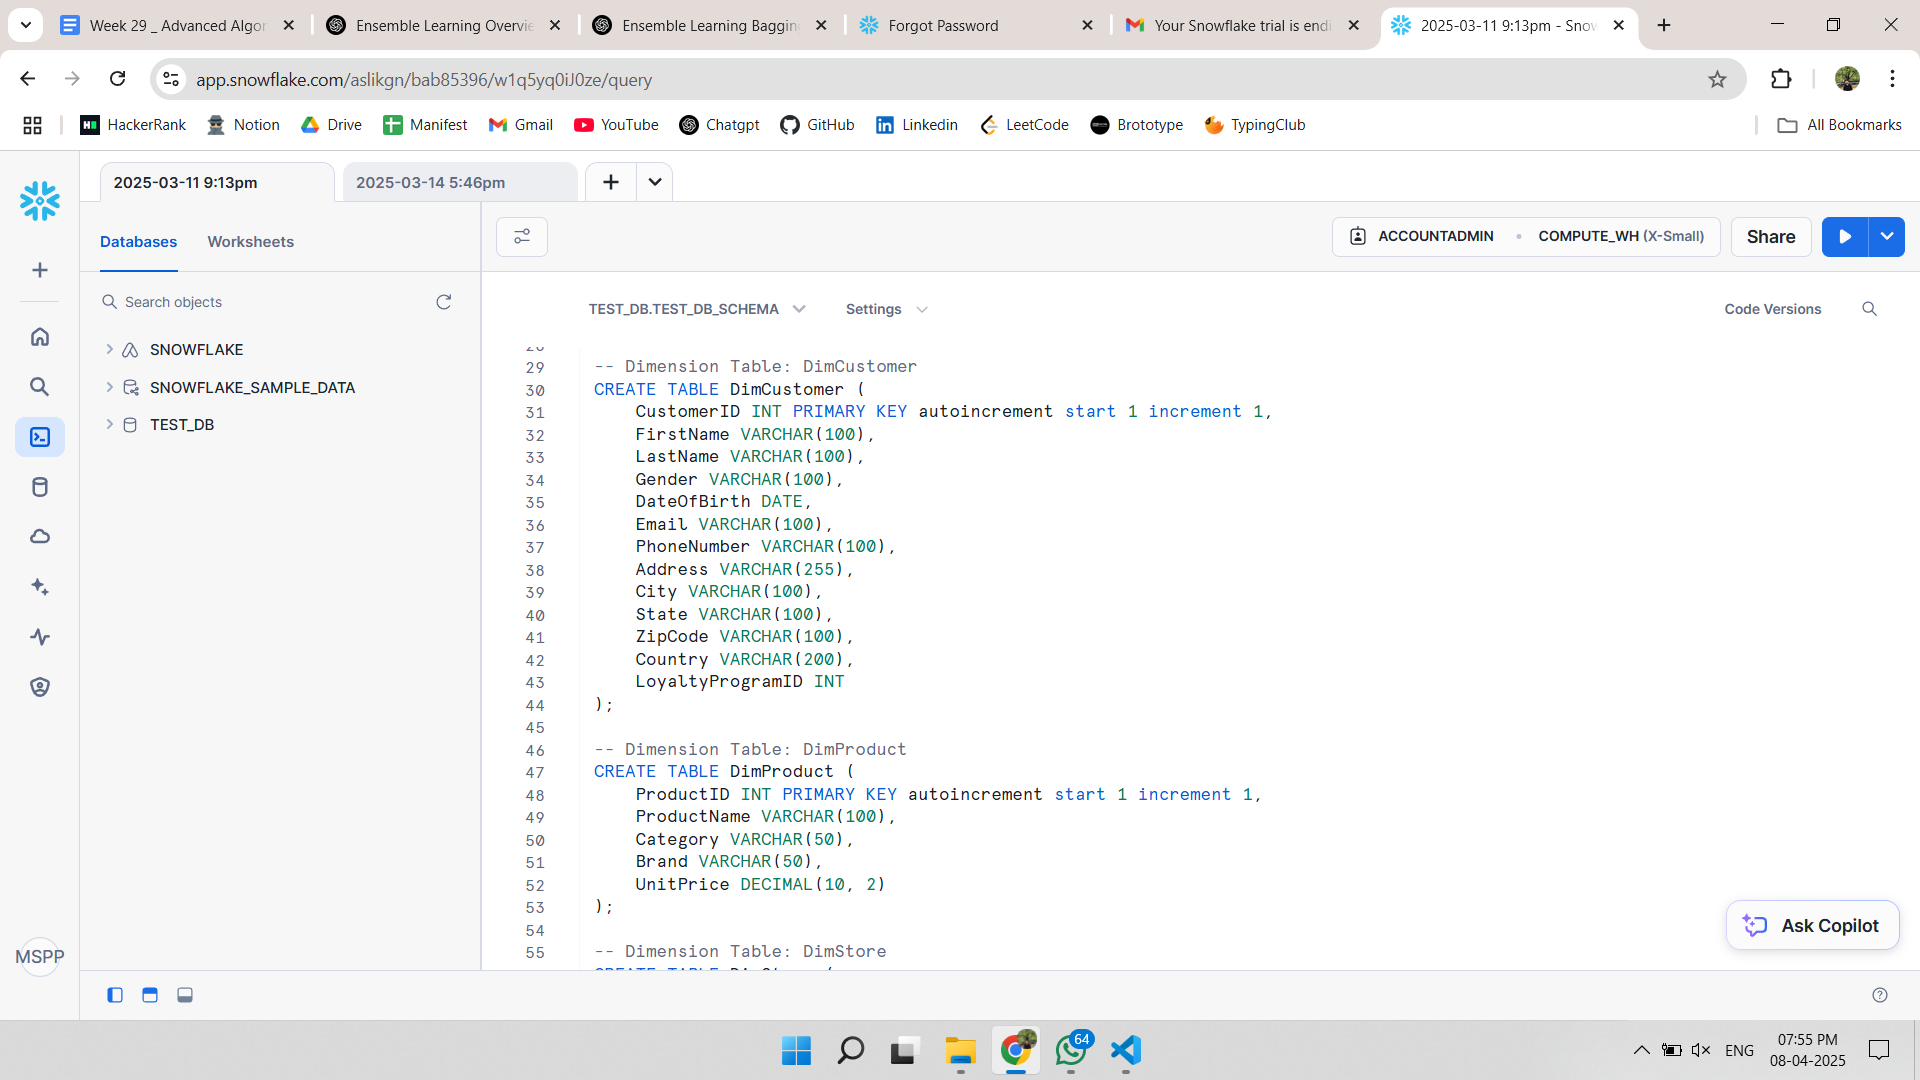 Week 29 _ Advanced Algor
Ensemble Learning Overvie
Ensemble Learning Baggin
Forgot Password
Your Snowflake trial is endi
2025-03-11 9:13pm - Snow
app.snowflake.com/aslikgn/bab85396/w1q5yq0iJ0ze/query
HackerRank
Notion
Drive
Manifest
Gmail
YouTube
Chatgpt
GitHub
Linkedin
LeetCode
Brototype
TypingClub
All Bookmarks
2025-03-11 9:13pm
2025-03-14 5:46pm
Databases
Worksheets
ACCOUNTADMIN
COMPUTE_WH (X-Small)
Share
Search objects
SNOWFLAKE
SNOWFLAKE_SAMPLE_DATA
TEST_DB
MSPP
TEST_DB.TEST_DB_SCHEMA
Settings
Code Versions
29 -- Dimension Table: DimCustomer
30 CREATE TABLE DimCustomer (
31 CustomerID INT PRIMARY KEY autoincrement start 1 increment 1,
32 FirstName VARCHAR(100),
33 LastName VARCHAR(100),
34 Gender VARCHAR(100),
35 DateOfBirth DATE,
36 Email VARCHAR(100),
37 PhoneNumber VARCHAR(100),
38 Address VARCHAR(255),
39 City VARCHAR(100),
40 State VARCHAR(100),
41 ZipCode VARCHAR(100),
42 Country VARCHAR(200),
43 LoyaltyProgramID INT
44 );
45
46 -- Dimension Table: DimProduct
47 CREATE TABLE DimProduct (
48 ProductID INT PRIMARY KEY autoincrement start 1 increment 1,
49 ProductName VARCHAR(100),
50 Category VARCHAR(50),
51 Brand VARCHAR(50),
52 UnitPrice DECIMAL(10, 2)
53 );
54
55 -- Dimension Table: DimStore
Ask Copilot
64
ENG
07:55 PM
08-04-2025